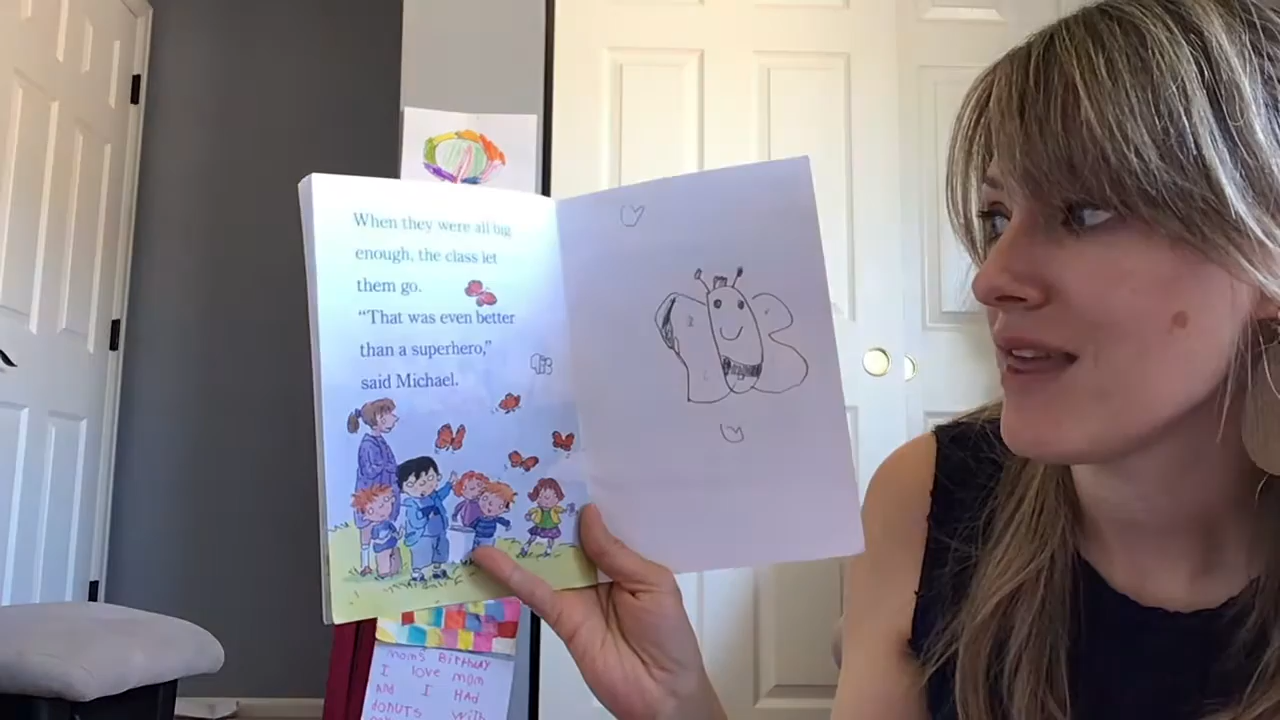 When they were all big
enough, the class let
them go.
"That was even better
than a superhero,"
said Michael.
Mom's BirthDAY
I love mom
AND I HAD
DONUTS with